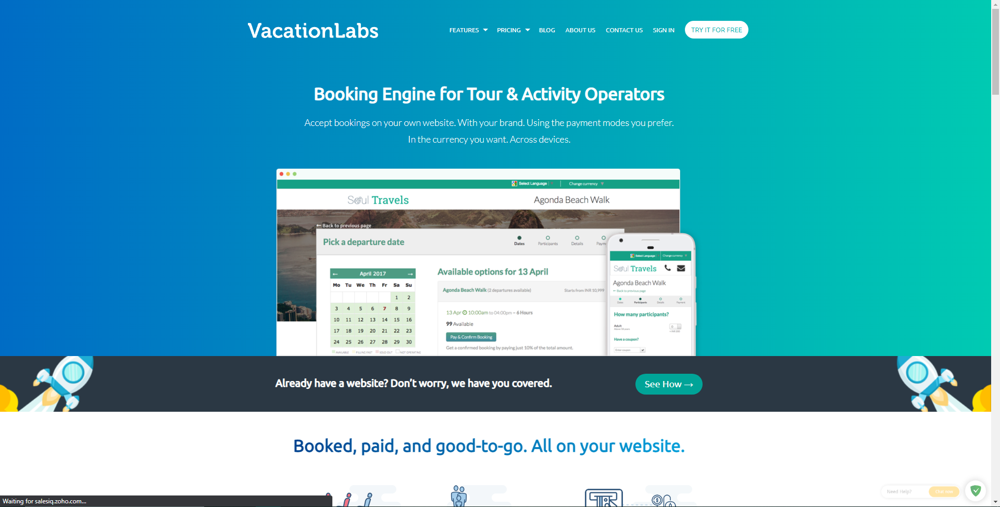 VacationLabs
FEATURES PRICING BLOG ABOUT US CONTACT US SIGN IN TRY IT FOR FREE
Booking Engine for Tour & Activity Operators
Accept bookings on your own website. With your brand. Using the payment modes you prefer.
In the currency you want. Across devices.
Select Language Change currency
Soul Travels Agonda Beach Walk
← Back to previous page
Pick a departure date
Dates Participants Details Paym
← April 2017 →
Mo Tu We Th Fr Sa Su
1 2
3 4 5 6 7 8 9
10 11 12 13 14 15 16
17 18 19 20 21 22 23
24 25 26 27 28 29 30
AVAILABLE FILLING FAST SOLD OUT NOT OPERATING
Available options for 13 April
Agonda Beach Walk (2 departures available) Starts from INR 10,999
13 Apr 10:00am to 04:00pm ~ 6 Hours
99 Available
Pay & Confirm Booking
Get a confirmed booking by paying just 10% of the total amount.
Select Language Change currency
Soul Travels
Agonda Beach Walk
← Back to previous page
Dates Participants Details Payment
How many participants?
Adult
0
Have a coupon?
Enter coupon
Already have a website? Don't worry, we have you covered.
See How →
Booked, paid, and good-to-go. All on your website.
Need Help? Chat now
Waiting for salesiq.zoho.com...